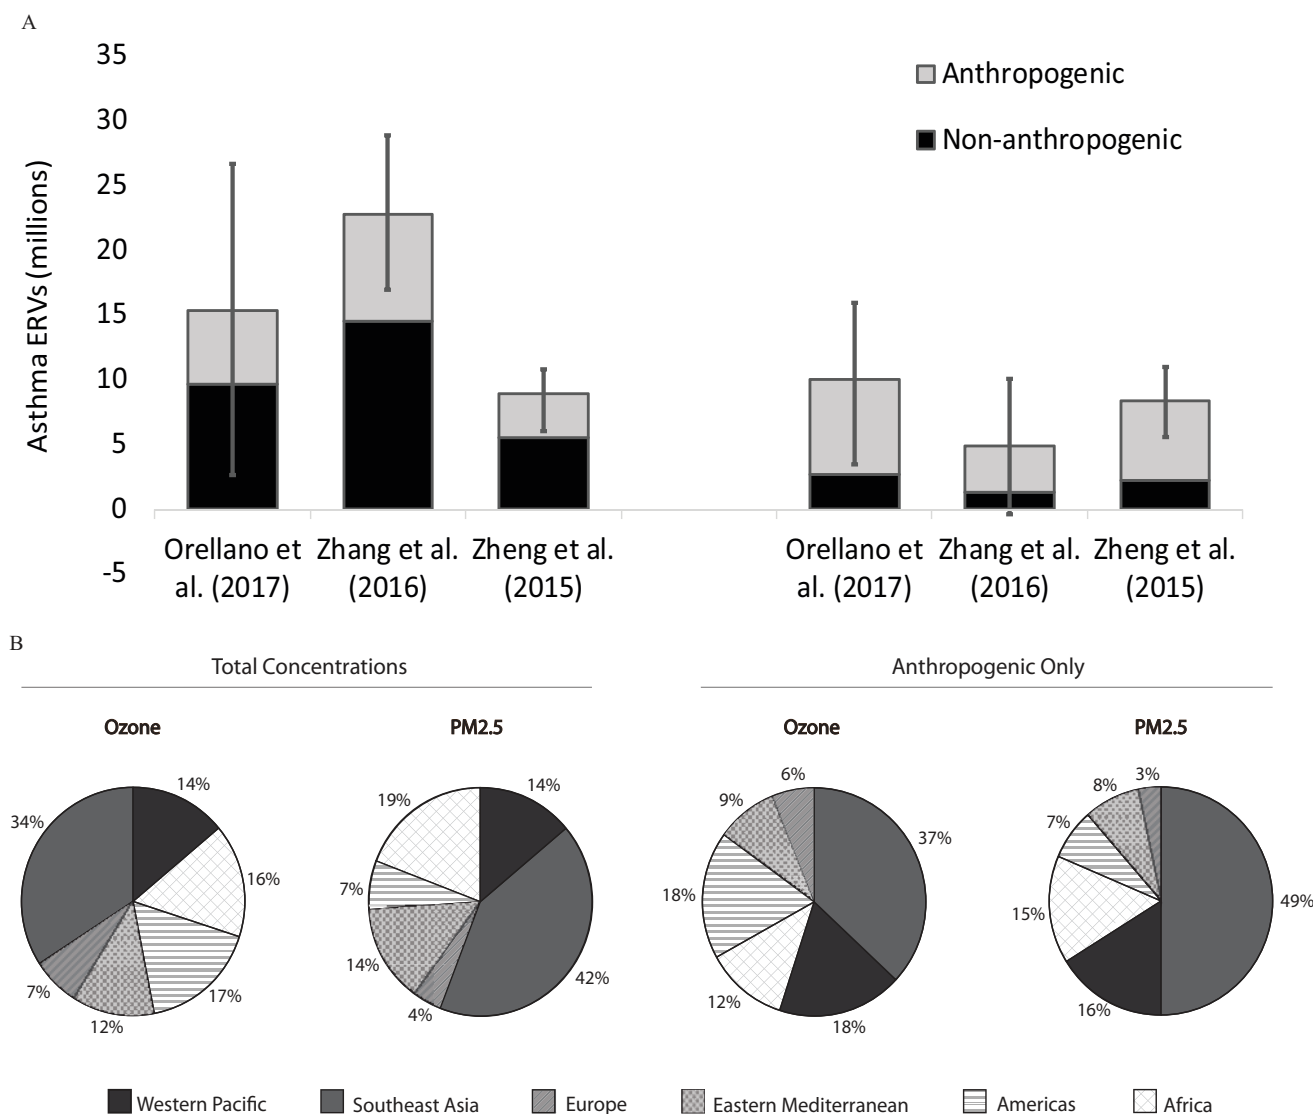 A
35
30
25
20
15
10
5
0
-5
Asthma ERVs (millions)
Anthropogenic
Non-anthropogenic
Orellano et
al. (2017)
Zhang et al.
(2016)
Zheng et al.
(2015)
Orellano et
al. (2017)
Zhang et al.
(2016)
Zheng et al.
(2015)
B
Total Concentrations
Anthropogenic Only
Ozone
PM2.5
Ozone
PM2.5
14%
16%
17%
12%
7%
34%
14%
42%
4%
14%
7%
19%
37%
18%
12%
18%
9%
6%
49%
16%
15%
7%
8%
3%
Western Pacific
Southeast Asia
Europe
Eastern Mediterranean
Americas
Africa